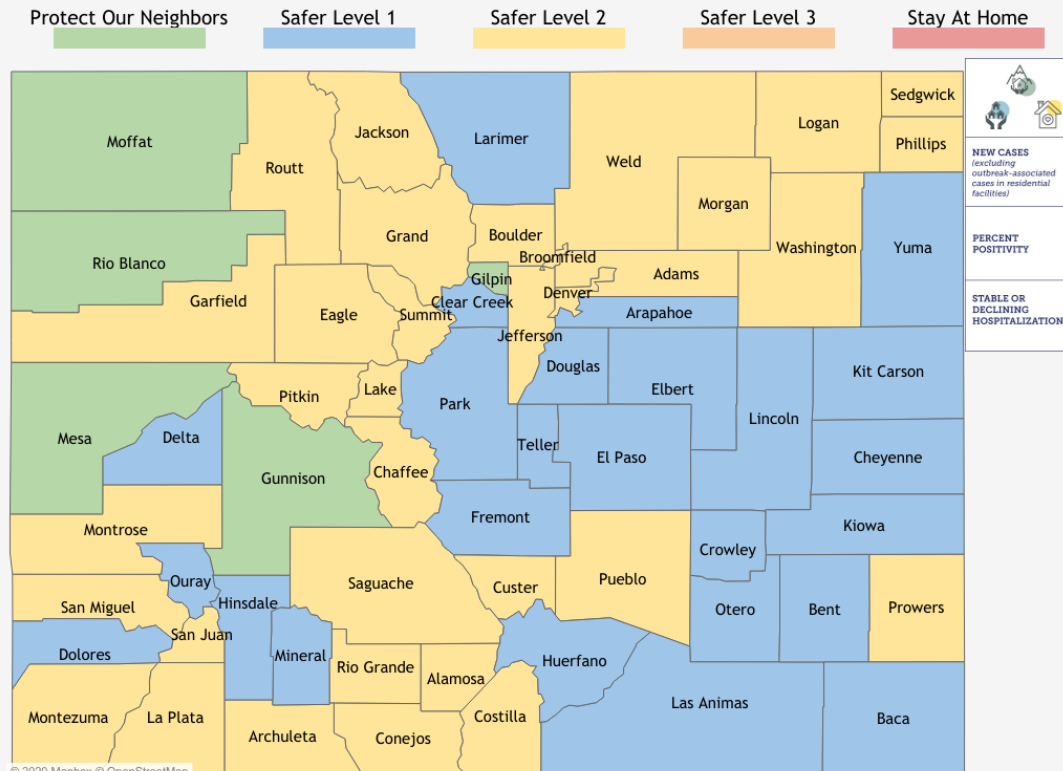 Protect Our Neighbors
Safer Level 1
Safer Level 2
Safer Level 3
Stay At Home
Moffat
Routt
Jackson
Larimer
Weld
Logan
Sedgwick
Phillips
Morgan
Washington
Yuma
Rio Blanco
Grand
Boulder
Broomfield
Gilpin
Adams
Garfield
Eagle
Summit
Clear Creek
Denver
Arapahoe
Jefferson
Pitkin
Lake
Park
Douglas
Elbert
Lincoln
Kit Carson
Mesa
Delta
Gunnison
Chaffee
Teller
El Paso
Cheyenne
Montrose
Fremont
Kiowa
Ouray
Hinsdale
Saguache
Custer
Pueblo
Crowley
Otero
Bent
Prowers
San Miguel
San Juan
Dolores
Mineral
Rio Grande
Alamosa
Huerfano
Las Animas
Baca
Montezuma
La Plata
Archuleta
Conejos
Costilla
NEW CASES
(excluding
outbreak-associated
cases in residential
facilities)
PERCENT
POSITIVITY
STABLE OR
DECLINING
HOSPITALIZATION
© 2020 Mapbox © OpenStreetMap